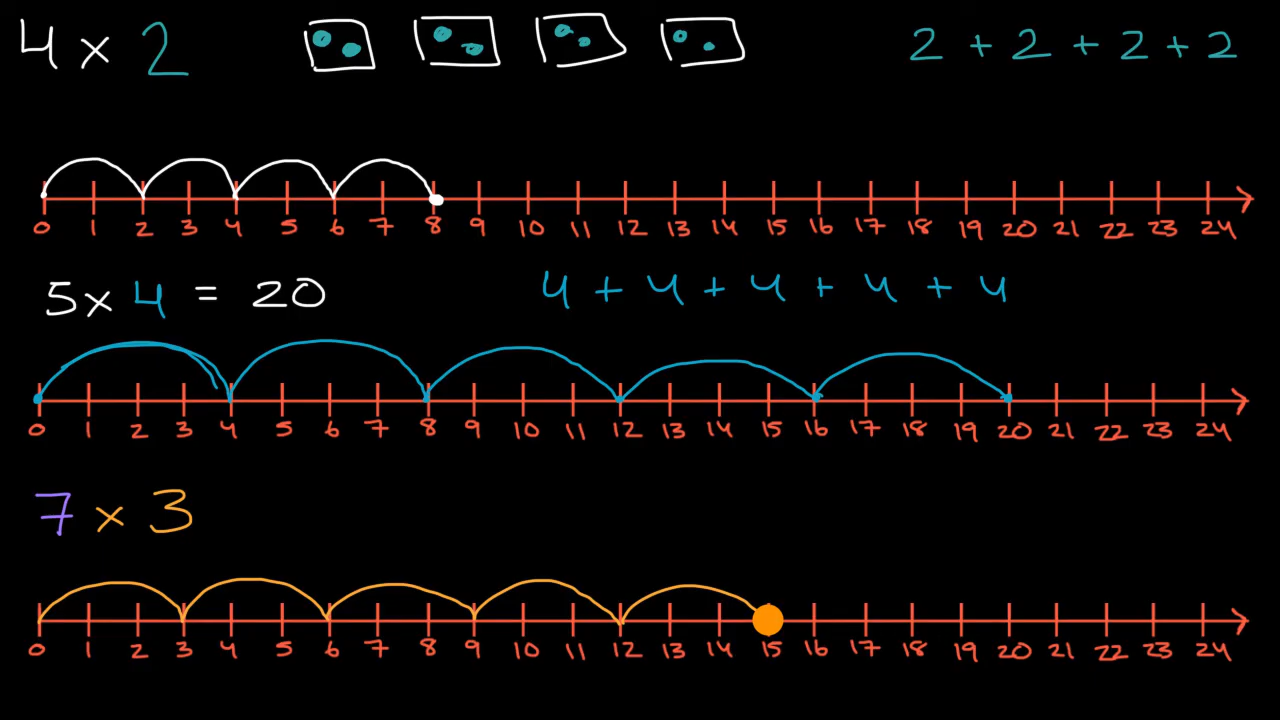 4 x 2 2 + 2 + 2 + 2
0 1 2 3 4 5 6 7 8 9 10 11 12 13 14 15 16 17 18 19 20 21 22 23 24
5 x 4 = 20 4 + 4 + 4 + 4 + 4
0 1 2 3 4 5 6 7 8 9 10 11 12 13 14 15 16 17 18 19 20 21 22 23 24
7 x 3
0 1 2 3 4 5 6 7 8 9 10 11 12 13 14 15 16 17 18 19 20 21 22 23 24